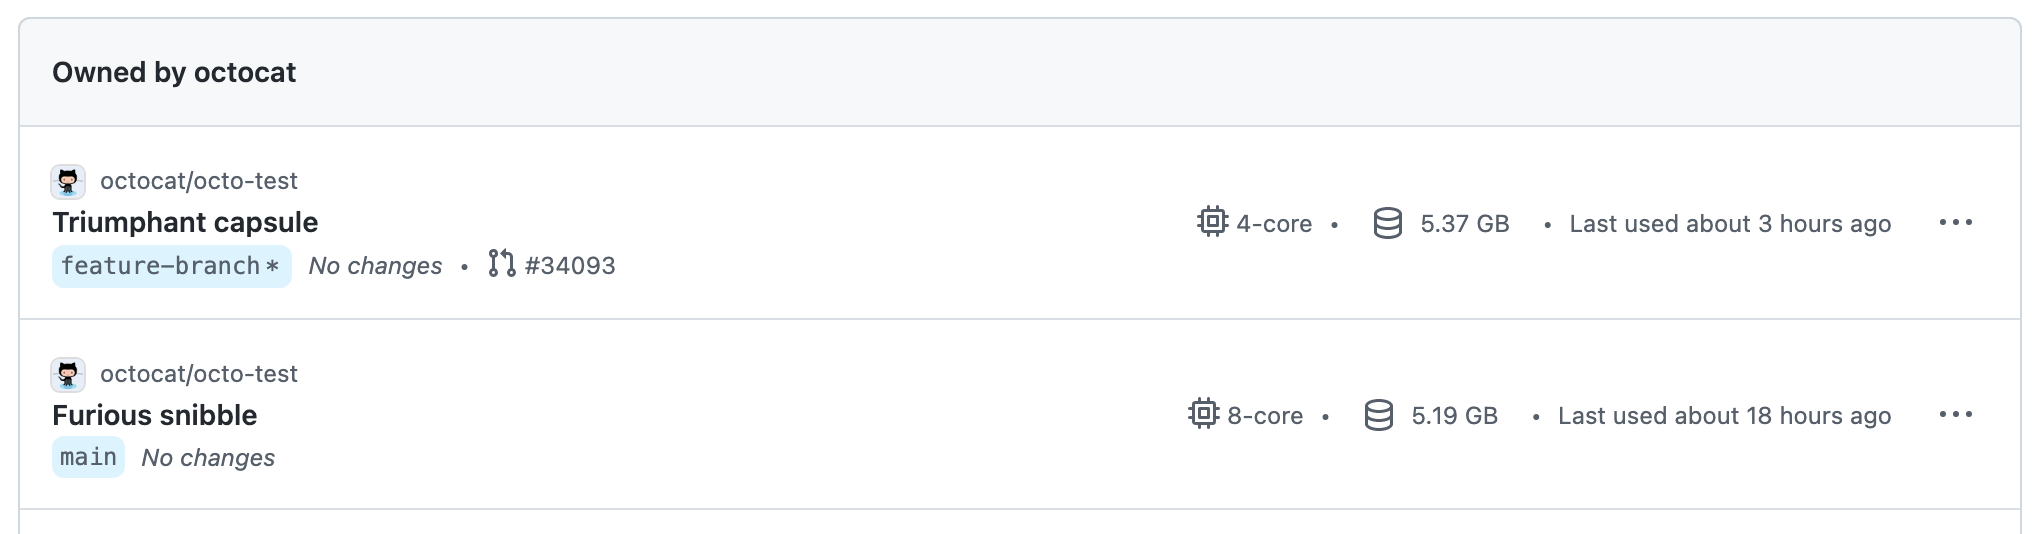 Owned by octocat
octocat/octo-test
Triumphant capsule
4-core • 5.37 GB • Last used about 3 hours ago
feature-branch* No changes • #34093
octocat/octo-test
Furious snibble
8-core • 5.19 GB • Last used about 18 hours ago
main No changes